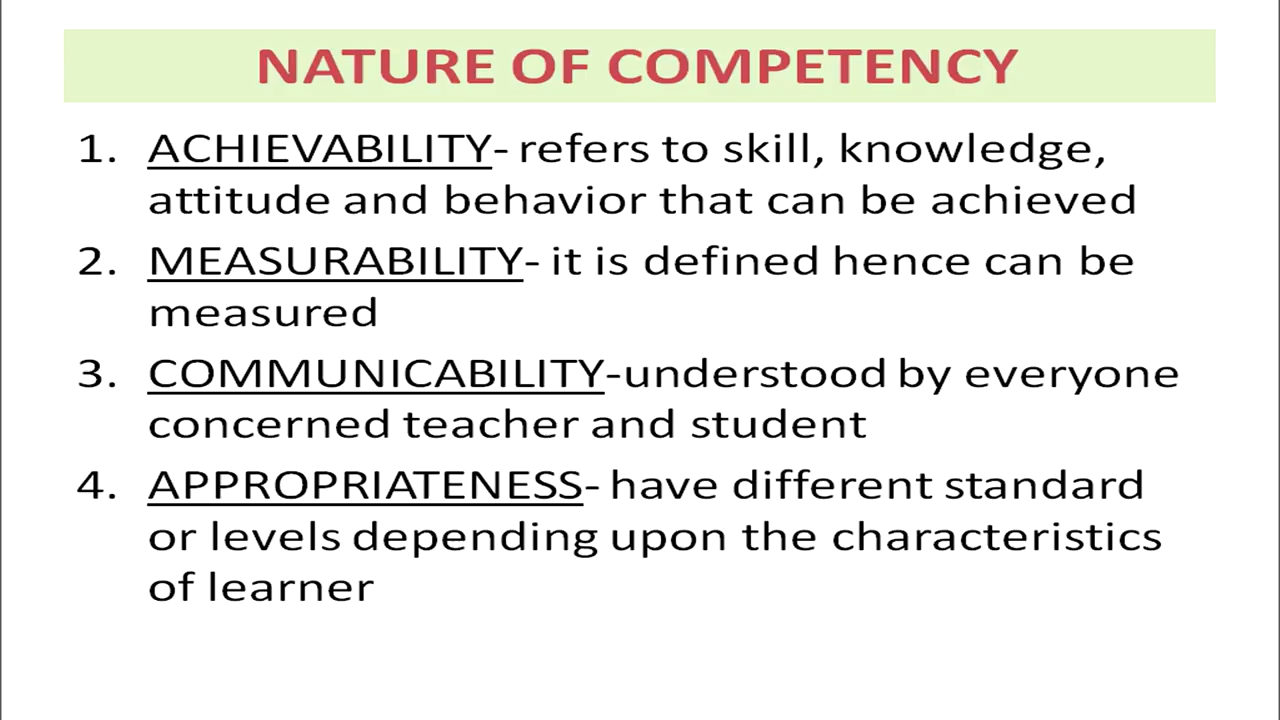 NATURE OF COMPETENCY
1. ACHIEVABILITY- refers to skill, knowledge,
attitude and behavior that can be achieved
2. MEASURABILITY- it is defined hence can be
measured
3. COMMUNICABILITY-understood by everyone
concerned teacher and student
4. APPROPRIATENESS- have different standard
or levels depending upon the characteristics
of learner